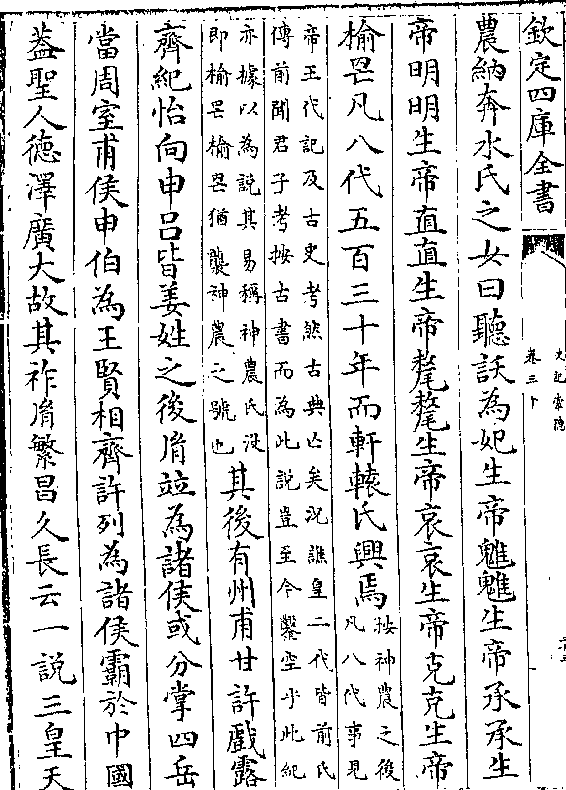 欽定四庫全書
史記索隱
卷三十
農納奔水氏之女曰聽訞為妃生帝魋魋生帝承承生
帝明明生帝直直生帝氂氂生帝哀哀生帝克克生帝
榆罔凡八代五百三十年而軒轅氏興焉
按神農之後
凡八代事見
帝王代記及古史考然古典亡矣況譙皇二代皆前氏
傳前聞君子考按古書而為此説豈至今鑿空乎此紀
亦據以為説其易稱神農氏沒
即榆罔榆罔猶襲神農之號也
其後有州甫甘許戲露
齊紀怡向申吕皆姜姓之後胤竝為諸侯或分掌四岳
當周室甫侯申伯為王賢相齊許列為諸侯霸於中國
葢聖人徳澤廣大故其祚胤繁昌久長云一説三皇天